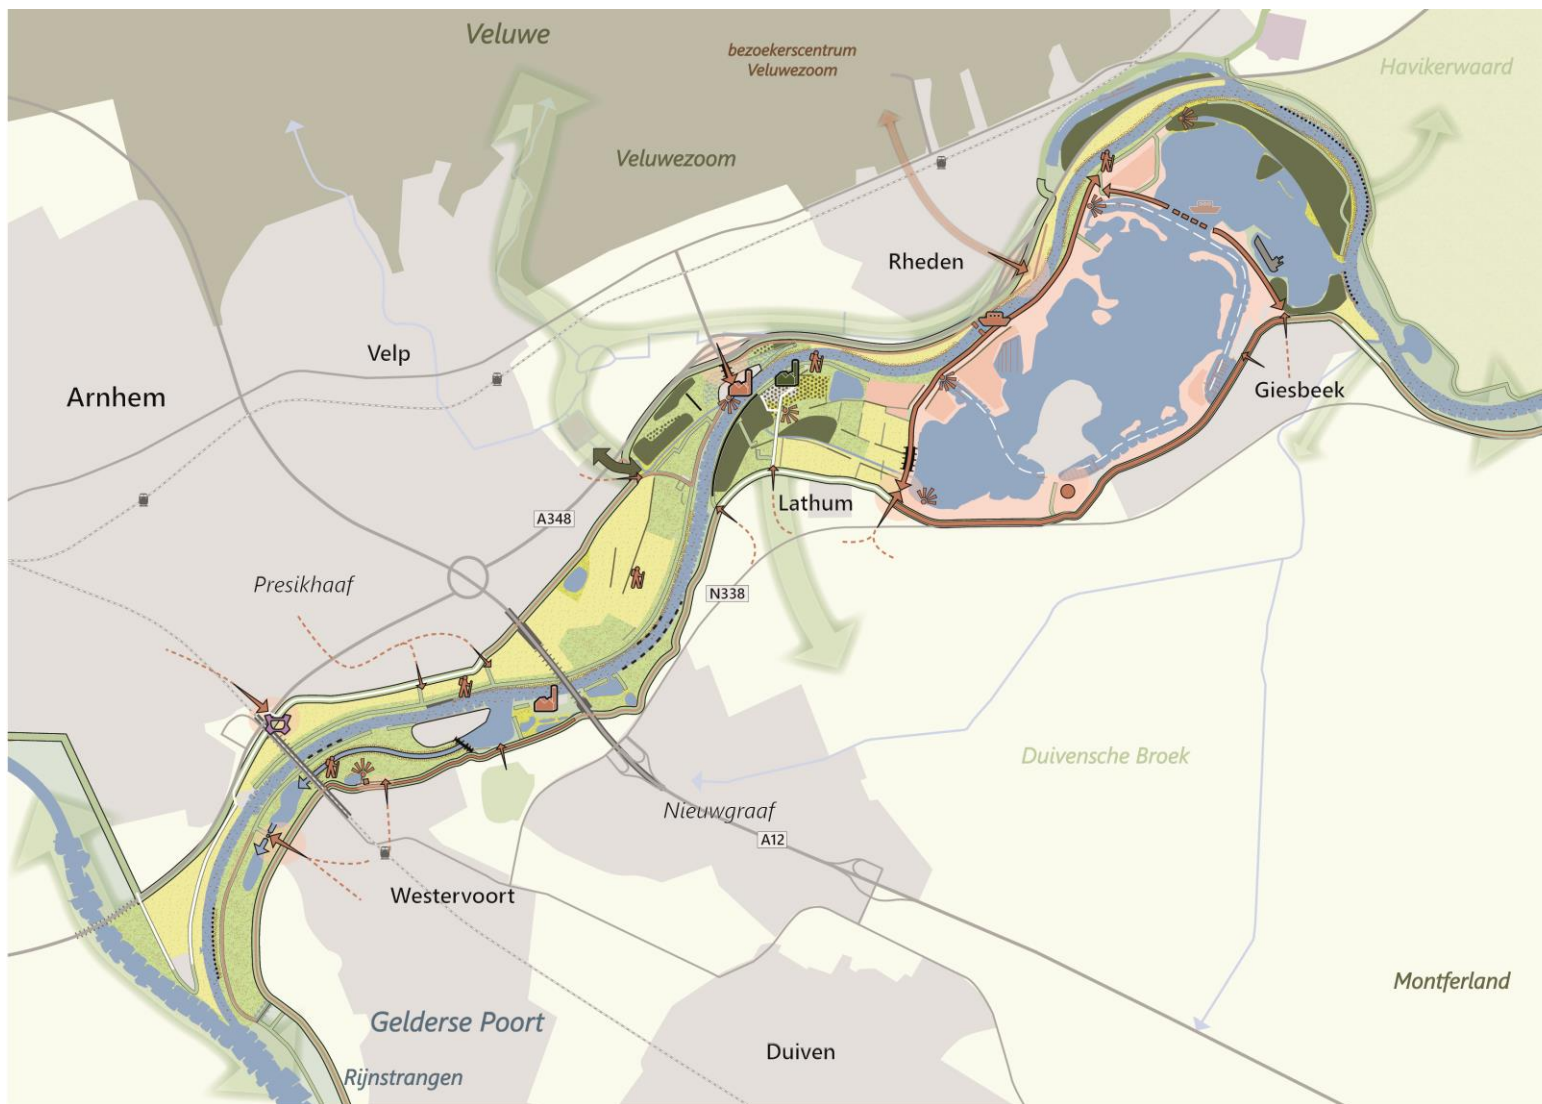 Veluwe
bezoekerscentrum
Veluwezoom
Havikerwaard
Veluwezoom
Rheden
Velp
Arnhem
Giesbeek
Lathum
A348
Presikhaaf
N338
Duivensche Broek
Nieuwgraaf
A12
Westervoort
Montferland
Gelderse Poort
Duiven
Rijnstrangen